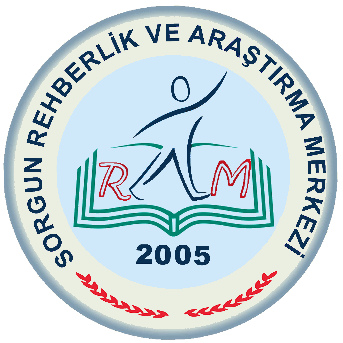 SORGUN REHBERLİK VE ARAŞTIRMA MERKEZİ
RAM
2005